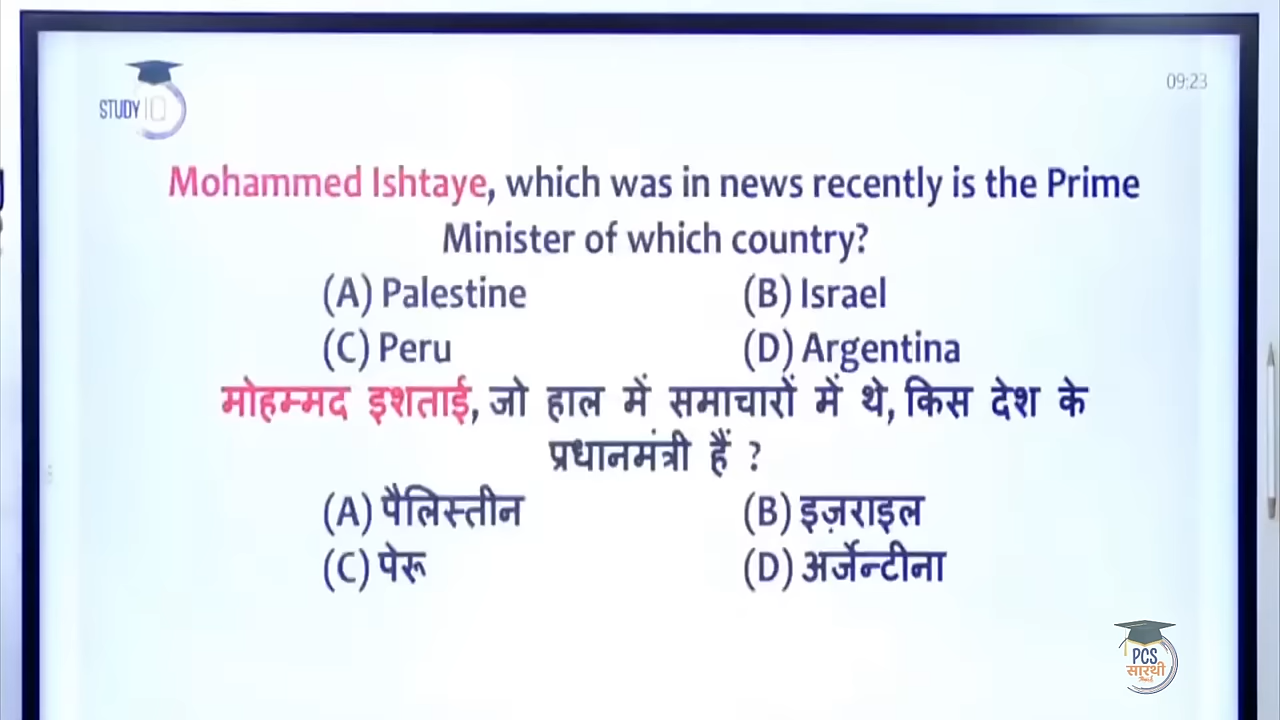 STUDY IQ
09:23
Mohammed Ishtaye, which was in news recently is the Prime
Minister of which country?
(A) Palestine (B) Israel
(C) Peru (D) Argentina
मोहम्मद इशताई, जो हाल में समाचारों में थे, किस देश के
प्रधानमंत्री हैं ?
(A) पैलिस्तीन (B) इज़राइल
(C) पेरू (D) अर्जेन्टीना
PCS
सारथी